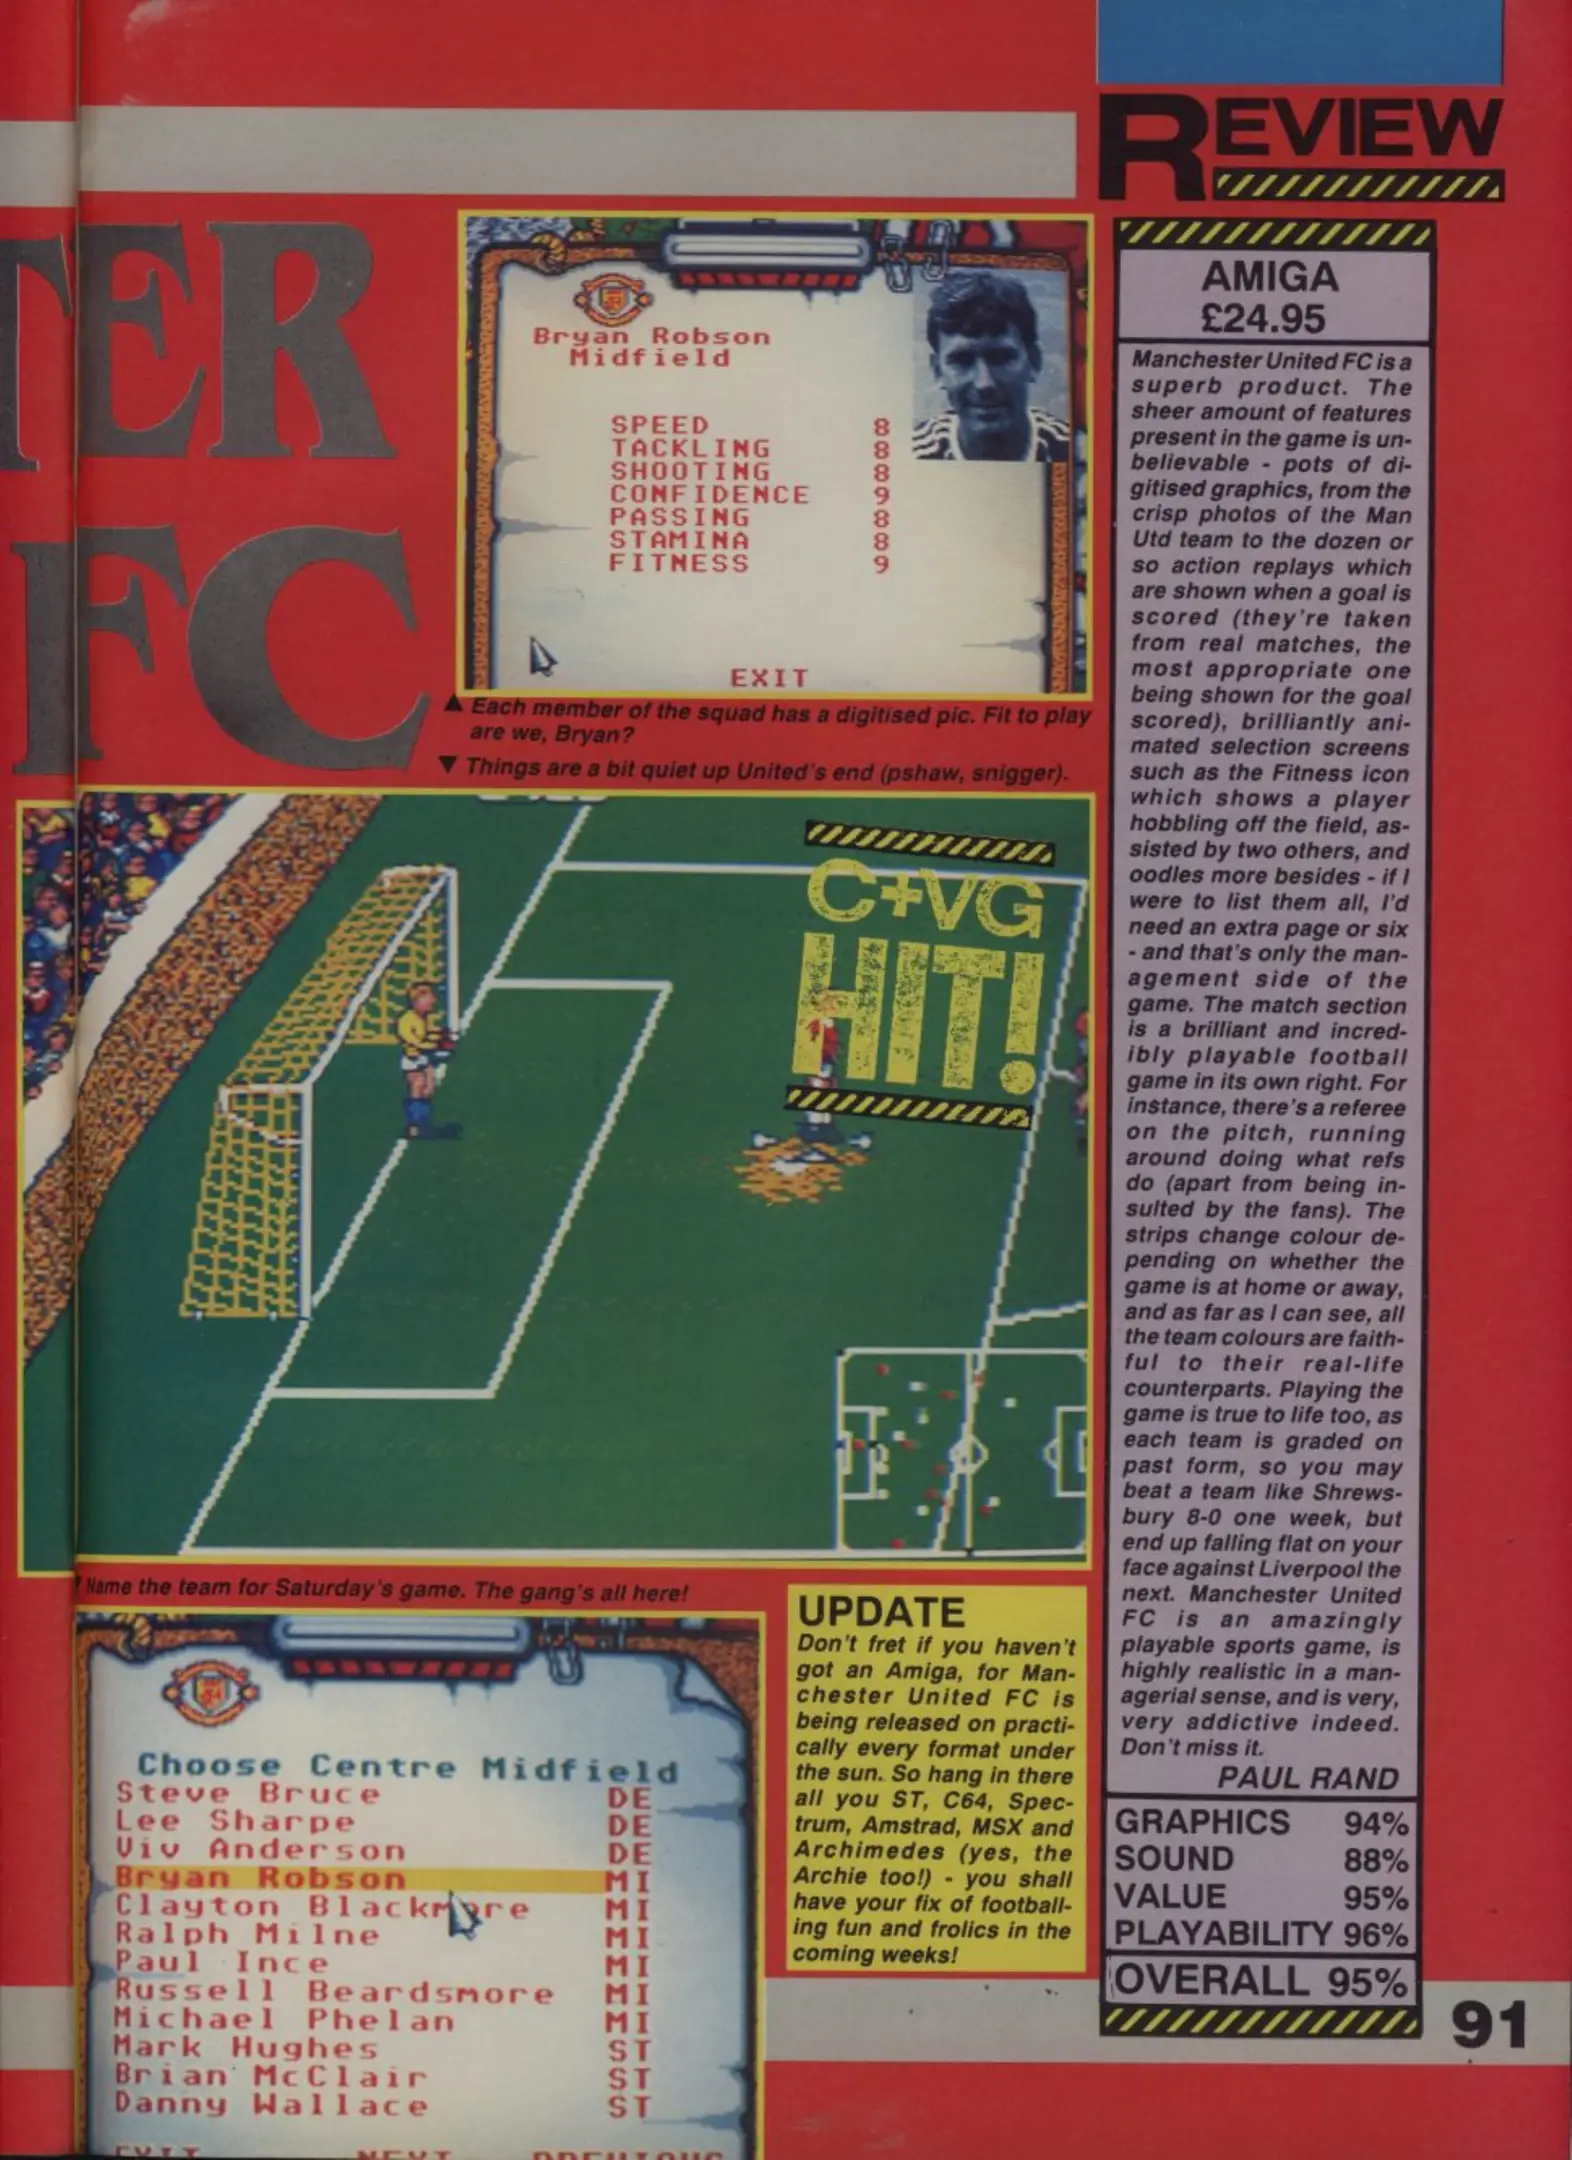 REVIEW
TER
FC
Bryan Robson
Midfield
SPEED 8
TACKLING 8
SHOOTING 8
CONFIDENCE 9
PASSING 8
STAMINA 8
FITNESS 9
EXIT
▲ Each member of the squad has a digitised pic. Fit to play
are we, Bryan?
▼ Things are a bit quiet up United's end (pshaw, snigger).
C+VG
HIT!
Name the team for Saturday's game. The gang's all here!
Choose Centre Midfield
Steve Bruce DE
Lee Sharpe DE
Viv Anderson DE
Bryan Robson MI
Clayton Blackmore MI
Ralph Milne MI
Paul Ince MI
Russell Beardsmore MI
Michael Phelan MI
Mark Hughes ST
Brian McClair ST
Danny Wallace ST
EXIT NEXT PREVIOUS
UPDATE
Don't fret if you haven't
got an Amiga, for Man-
chester United FC is
being released on practi-
cally every format under
the sun. So hang in there
all you ST, C64, Spec-
trum, Amstrad, MSX and
Archimedes (yes, the
Archie too!) - you shall
have your fix of football-
ing fun and frolics in the
coming weeks!
AMIGA
£24.95
Manchester United FC is a
superb product. The
sheer amount of features
present in the game is un-
believable - pots of di-
gitised graphics, from the
crisp photos of the Man
Utd team to the dozen or
so action replays which
are shown when a goal is
scored (they're taken
from real matches, the
most appropriate one
being shown for the goal
scored), brilliantly ani-
mated selection screens
such as the Fitness icon
which shows a player
hobbling off the field, as-
sisted by two others, and
oodles more besides - if I
were to list them all, I'd
need an extra page or six
- and that's only the man-
agement side of the
game. The match section
is a brilliant and incred-
ibly playable football
game in its own right. For
instance, there's a referee
on the pitch, running
around doing what refs
do (apart from being in-
sulted by the fans). The
strips change colour de-
pending on whether the
game is at home or away,
and as far as I can see, all
the team colours are faith-
ful to their real-life
counterparts. Playing the
game is true to life too, as
each team is graded on
past form, so you may
beat a team like Shrews-
bury 8-0 one week, but
end up falling flat on your
face against Liverpool the
next. Manchester United
FC is an amazingly
playable sports game, is
highly realistic in a man-
agerial sense, and is very,
very addictive indeed.
Don't miss it.
PAUL RAND
GRAPHICS 94%
SOUND 88%
VALUE 95%
PLAYABILITY 96%
OVERALL 95%
91